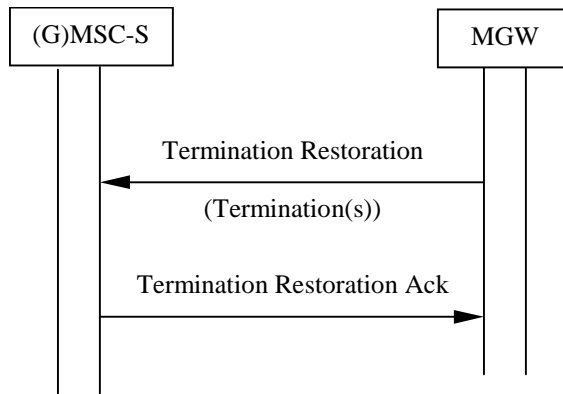 (G)MSC-S
MGW
Termination Restoration
(Termination(s))
Termination Restoration Ack